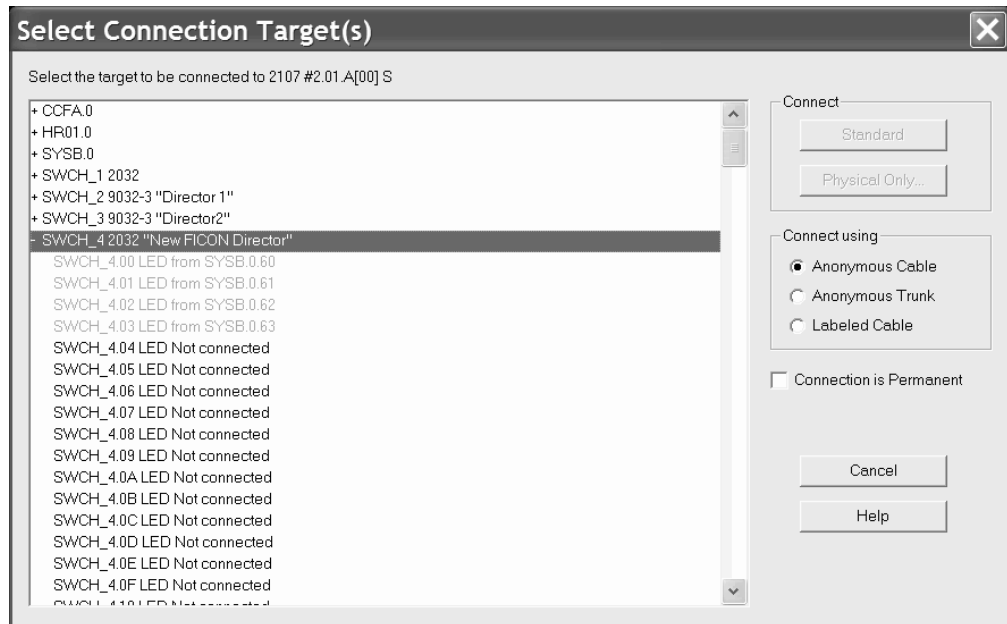 Select Connection Target(s)
Select the target to be connected to 2107 #2.01.A[00] S
+ CCFA.0
+ HR01.0
+ SYSB.0
+ SWCH_1 2032
+ SWCH_2 9032-3 "Director 1"
+ SWCH_3 9032-3 "Director2"
- SWCH_4 2032 "New FICON Director"
SWCH_4.00 LED from SYSB.0.60
SWCH_4.01 LED from SYSB.0.61
SWCH_4.02 LED from SYSB.0.62
SWCH_4.03 LED from SYSB.0.63
SWCH_4.04 LED Not connected
SWCH_4.05 LED Not connected
SWCH_4.06 LED Not connected
SWCH_4.07 LED Not connected
SWCH_4.08 LED Not connected
SWCH_4.09 LED Not connected
SWCH_4.0A LED Not connected
SWCH_4.0B LED Not connected
SWCH_4.0C LED Not connected
SWCH_4.0D LED Not connected
SWCH_4.0E LED Not connected
SWCH_4.0F LED Not connected
Connect
Standard
Physical Only...
Connect using
Anonymous Cable
Anonymous Trunk
Labeled Cable
Connection is Permanent
Cancel
Help